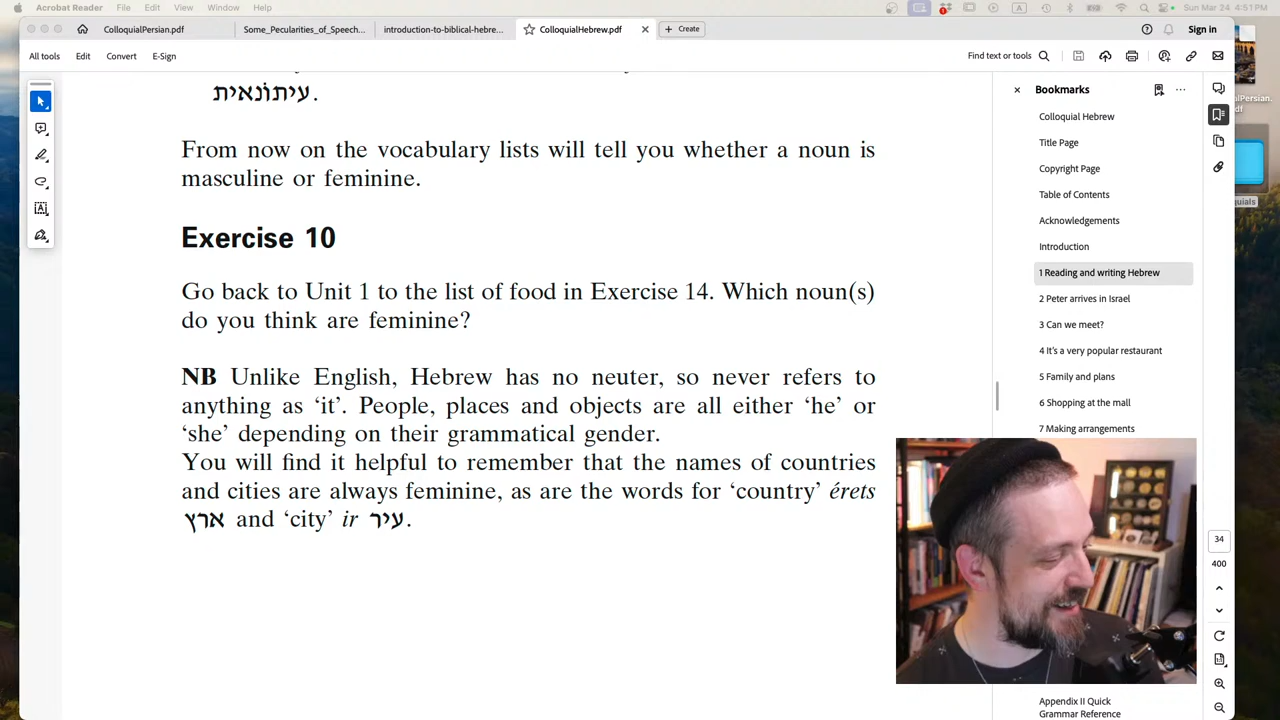 Acrobat Reader File Edit View Window Help Sun Mar 24 4:51 PM
ColloquialPersian.pdf Some_Pecularities_of_Speech... introduction-to-biblical-hebre... ColloquialHebrew.pdf Create Sign in
All tools Edit Convert E-Sign Find text or tools
עיתונאית.
From now on the vocabulary lists will tell you whether a noun is
masculine or feminine.
Exercise 10
Go back to Unit 1 to the list of food in Exercise 14. Which noun(s)
do you think are feminine?
NB Unlike English, Hebrew has no neuter, so never refers to
anything as ‘it’. People, places and objects are all either ‘he’ or
‘she’ depending on their grammatical gender.
You will find it helpful to remember that the names of countries
and cities are always feminine, as are the words for ‘country’ érets
ארץ and ‘city’ ir עיר.
Bookmarks
Colloquial Hebrew
Title Page
Copyright Page
Table of Contents
Acknowledgements
Introduction
1 Reading and writing Hebrew
2 Peter arrives in Israel
3 Can we meet?
4 It's a very popular restaurant
5 Family and plans
6 Shopping at the mall
7 Making arrangements
Appendix II Quick
Grammar Reference
34
400